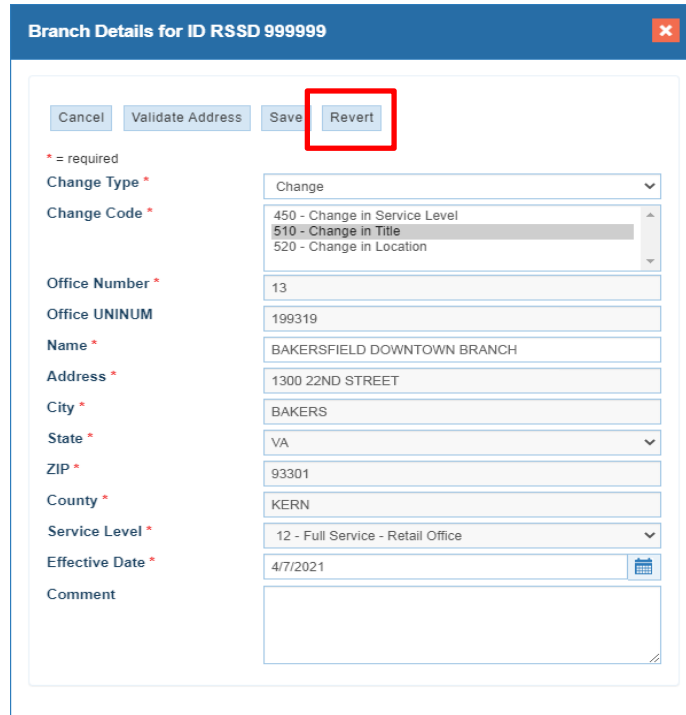 Branch Details for ID RSSD 999999
Cancel Validate Address Save Revert
* = required
Change Type * Change
Change Code * 450 - Change in Service Level
510 - Change in Title
520 - Change in Location
Office Number * 13
Office UNINUM 199319
Name * BAKERSFIELD DOWNTOWN BRANCH
Address * 1300 22ND STREET
City * BAKERS
State * VA
ZIP * 93301
County * KERN
Service Level * 12 - Full Service - Retail Office
Effective Date * 4/7/2021
Comment